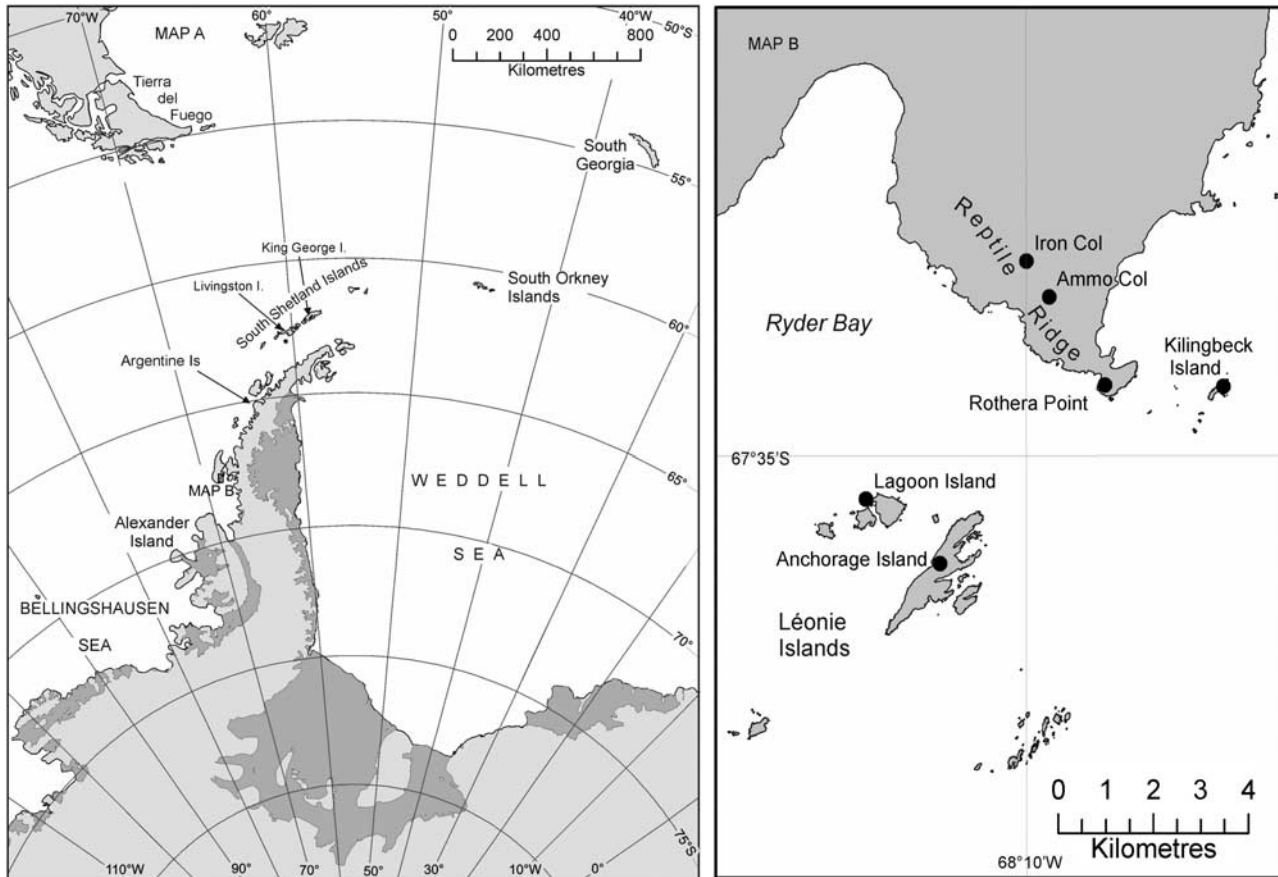 70°W
60°
50°
40°W
50°S
MAP A
0 200 400 600 800
Kilometres
Tierra
del
Fuego
South
Georgia
55°
King George I.
Livingston I.
South Shetland Islands
South Orkney
Islands
60°
Argentine Is
65°
WEDDELL
SEA
MAP B
Alexander
Island
BELLINGSHAUSEN
SEA
70°
75°S
110°W
90°
70°
50°
30°
10°
0°
MAP B
Reptile
Ridge
Iron Col
Ammo Col
Ryder Bay
Kilingbeck
Island
Rothera Point
67°35'S
Lagoon Island
Anchorage Island
Léonie
Islands
0 1 2 3 4
Kilometres
68°10'W